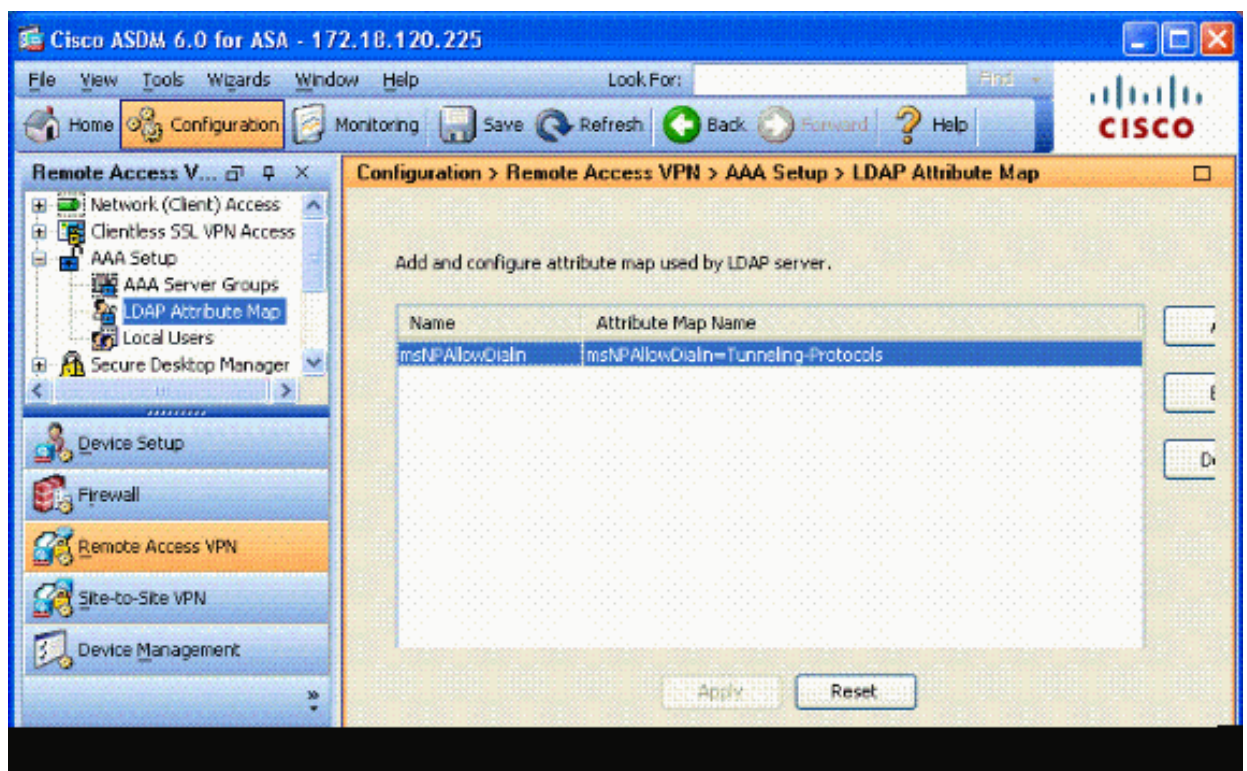 Cisco ASDM 6.0 for ASA - 172.18.120.225
File View Tools Wizards Window Help Look For: Find
Home Configuration Monitoring Save Refresh Back Forward Help
CISCO
Remote Access V...
Configuration > Remote Access VPN > AAA Setup > LDAP Attribute Map
Network (Client) Access
Clientless SSL VPN Access
AAA Setup
AAA Server Groups
LDAP Attribute Map
Local Users
Secure Desktop Manager
Add and configure attribute map used by LDAP server.
Name Attribute Map Name
msNPAllowDialin msNPAllowDialin=Tunneling-Protocols
Device Setup
Firewall
Remote Access VPN
Site-to-Site VPN
Device Management
Apply Reset